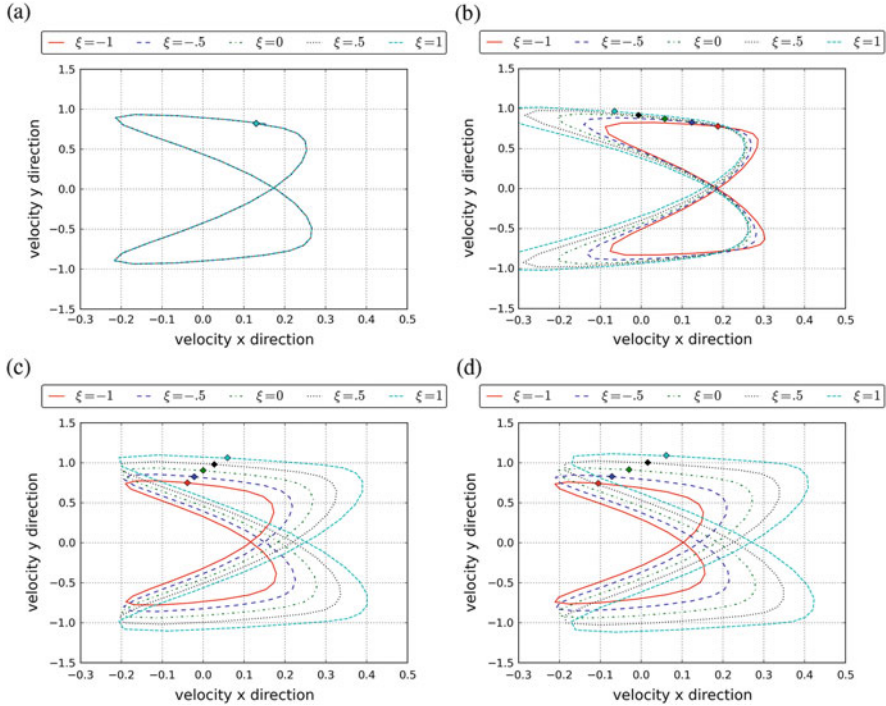 (a)
ξ=−1 ξ=−.5 ξ=0 ξ=.5 ξ=1
1.5
1.0
0.5
0.0
−0.5
−1.0
−1.5
velocity y direction
−0.3 −0.2 −0.1 0.0 0.1 0.2 0.3 0.4 0.5
velocity x direction
(b)
ξ=−1 ξ=−.5 ξ=0 ξ=.5 ξ=1
1.5
1.0
0.5
0.0
−0.5
−1.0
−1.5
velocity y direction
−0.3 −0.2 −0.1 0.0 0.1 0.2 0.3 0.4 0.5
velocity x direction
(c)
ξ=−1 ξ=−.5 ξ=0 ξ=.5 ξ=1
1.5
1.0
0.5
0.0
−0.5
−1.0
−1.5
velocity y direction
−0.3 −0.2 −0.1 0.0 0.1 0.2 0.3 0.4 0.5
velocity x direction
(d)
ξ=−1 ξ=−.5 ξ=0 ξ=.5 ξ=1
1.5
1.0
0.5
0.0
−0.5
−1.0
−1.5
velocity y direction
−0.3 −0.2 −0.1 0.0 0.1 0.2 0.3 0.4 0.5
velocity x direction